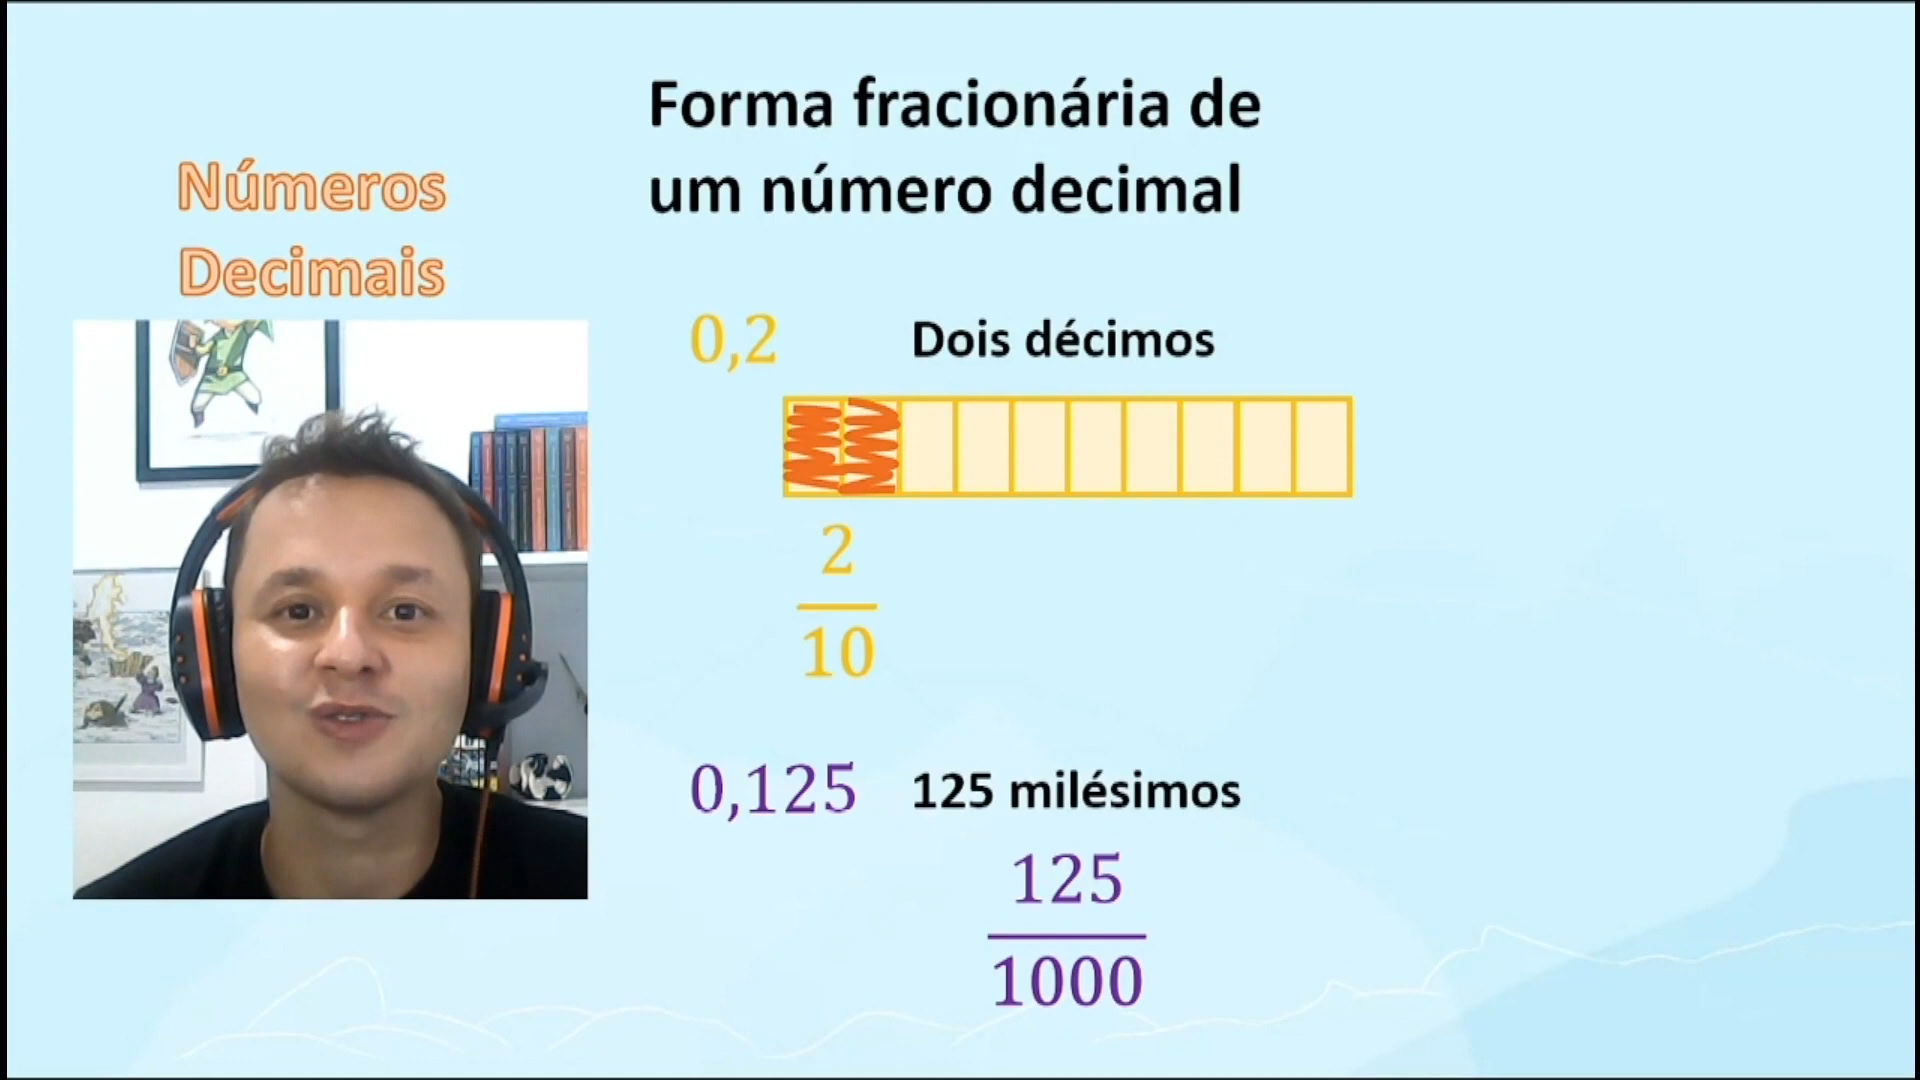 Números
Decimais
Forma fracionária de
um número decimal
0,2 Dois décimos
2
10
0,125 125 milésimos
125
1000